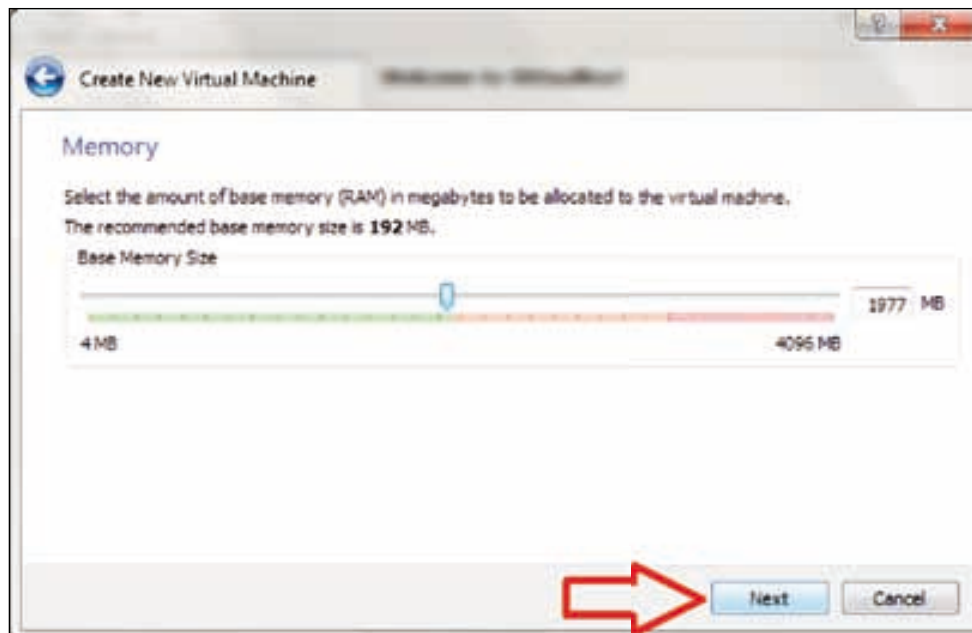 Create New Virtual Machine
Memory
Select the amount of base memory (RAM) in megabytes to be allocated to the virtual machine.
The recommended base memory size is 192 MB.
Base Memory Size
1977 MB
4 MB 4096 MB
Next Cancel